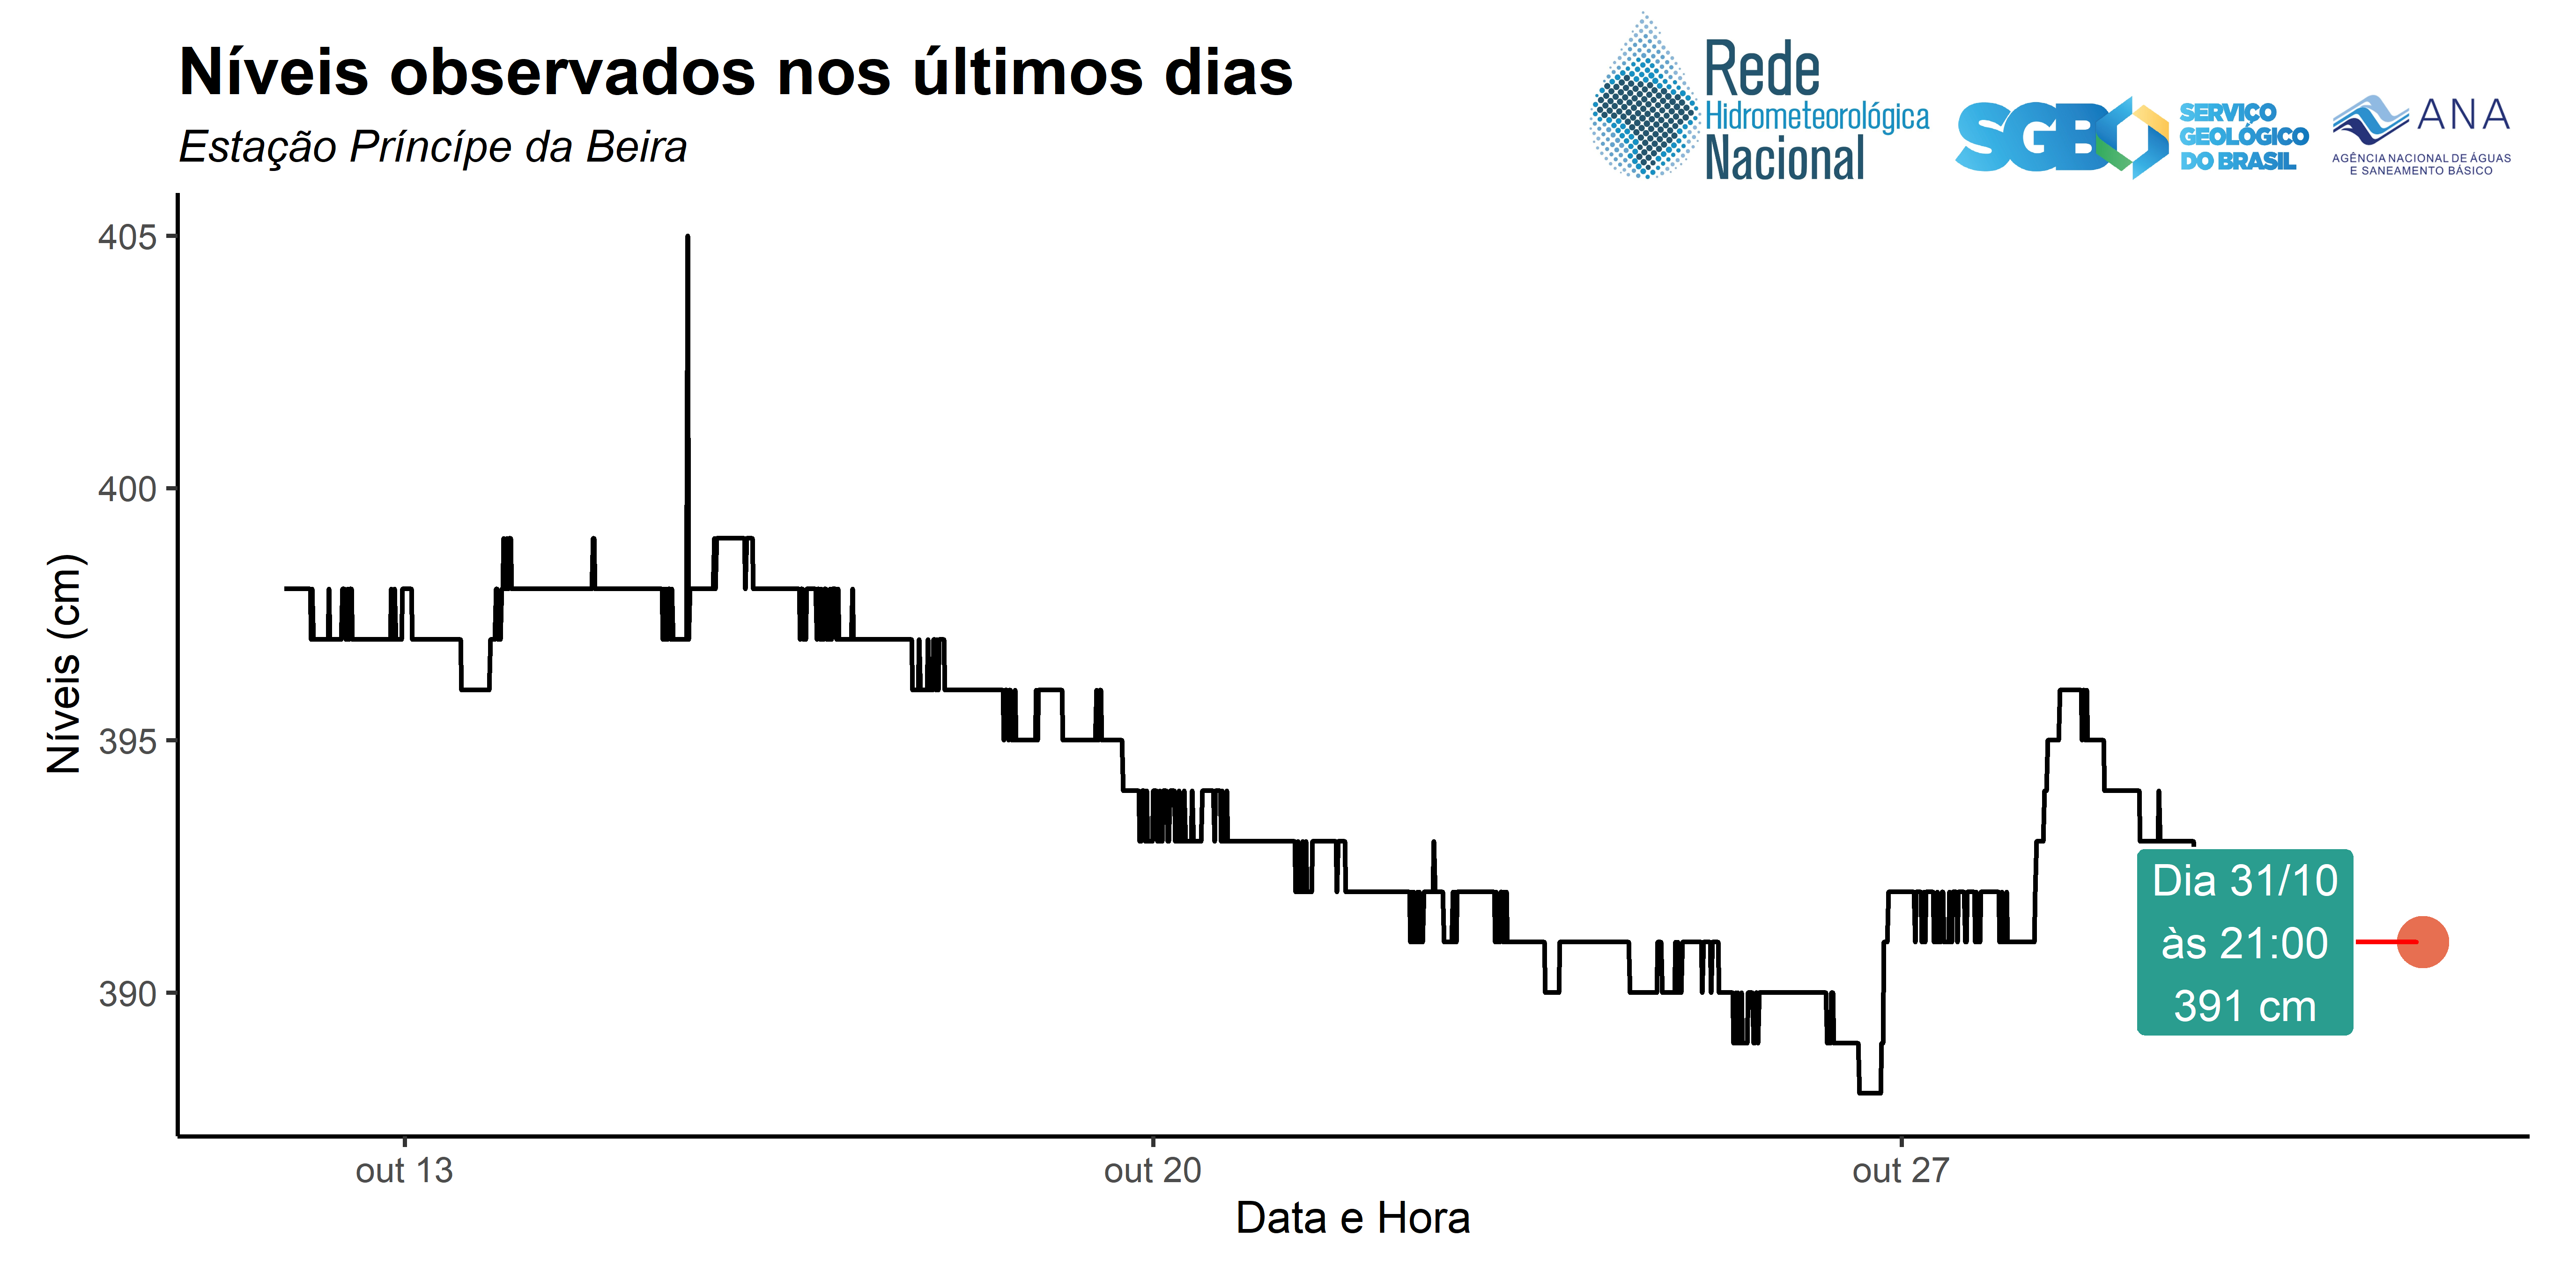 Níveis observados nos últimos dias
Estação Príncípe da Beira
Rede
Hidrometeorológica
Nacional
SGB
SERVIÇO
GEOLÓGICO
DO BRASIL
ANA
AGÊNCIA NACIONAL DE ÁGUAS
E SANEAMENTO BÁSICO
405
400
395
390
Níveis (cm)
Dia 31/10
às 21:00
391 cm
out 13
out 20
out 27
Data e Hora